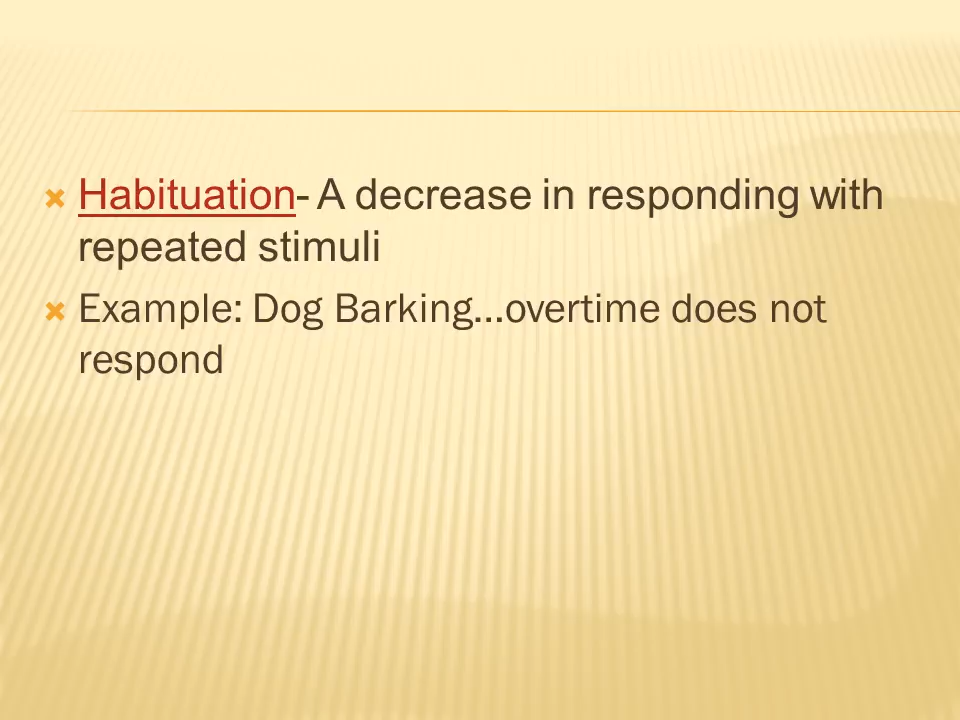 Habituation- A decrease in responding with
repeated stimuli
Example: Dog Barking…overtime does not
respond